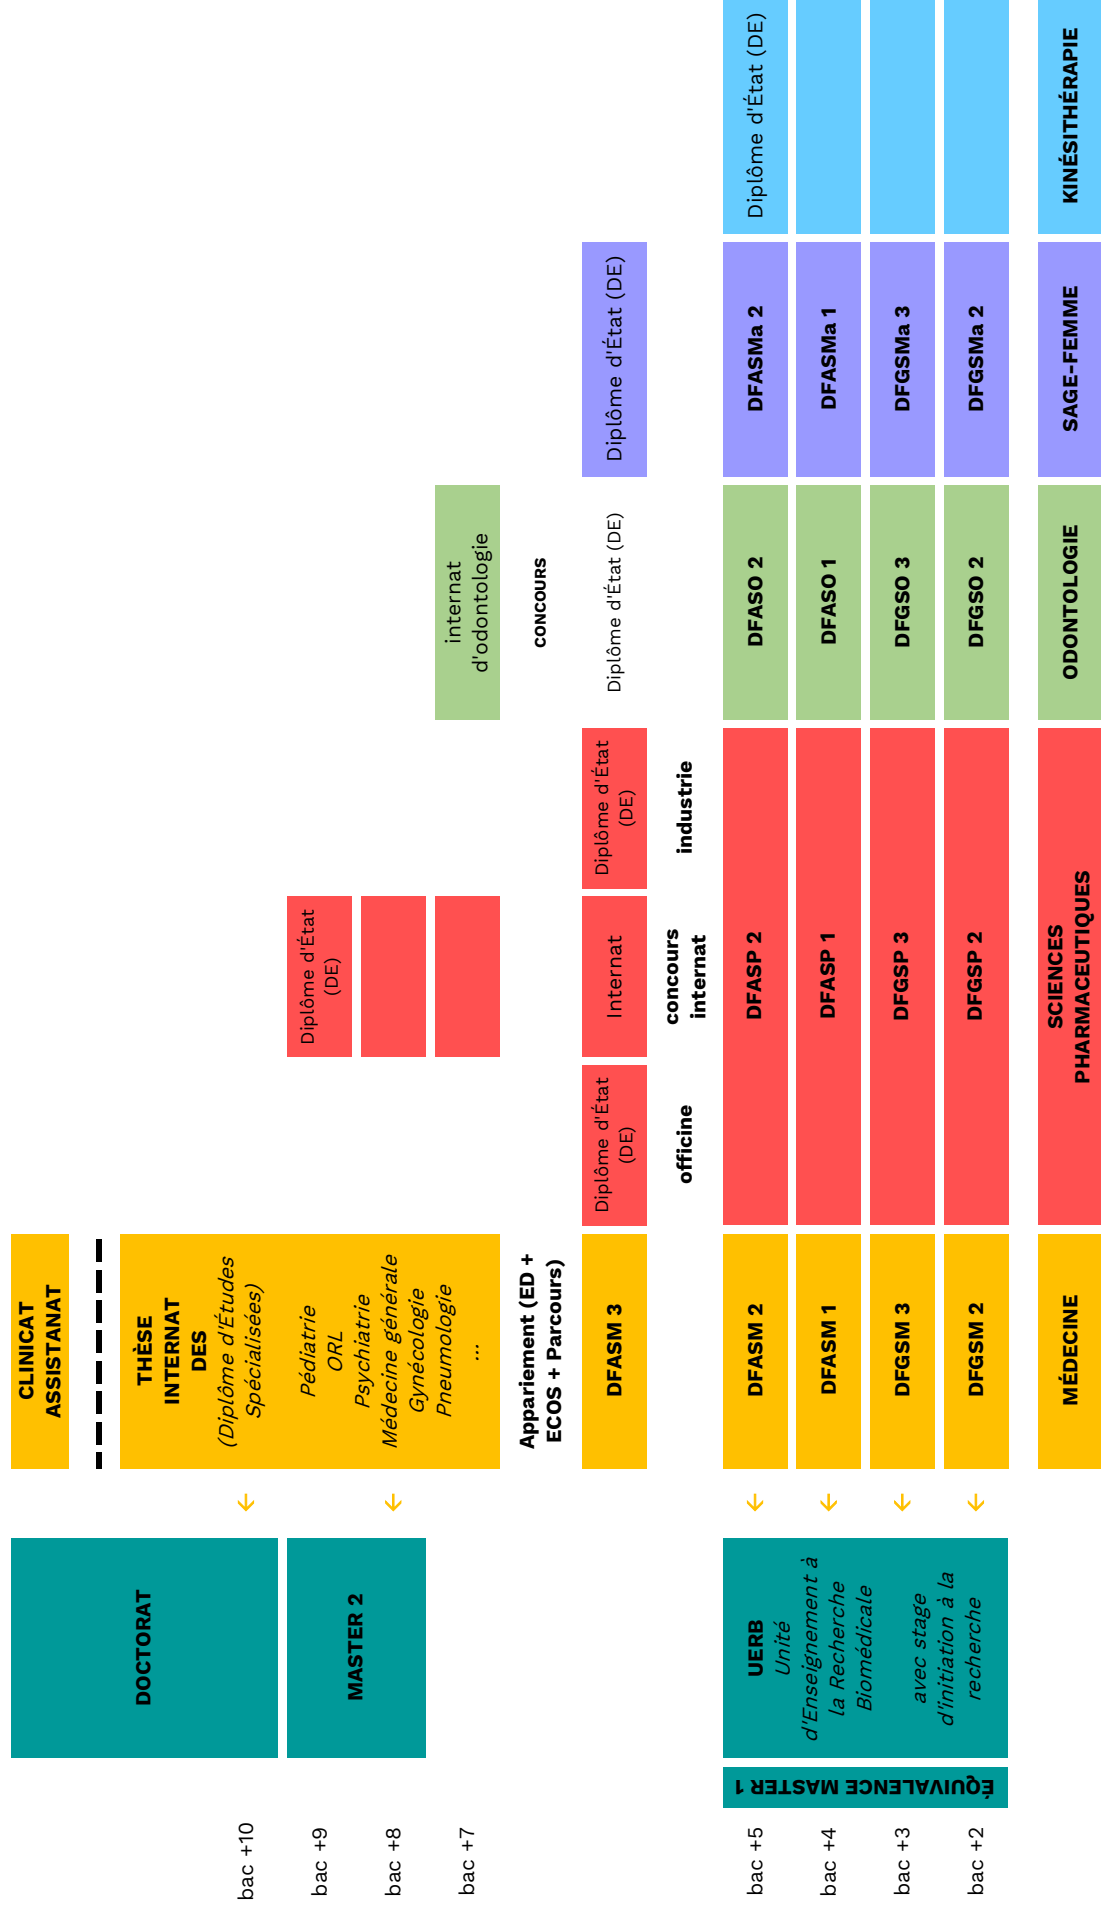 CLINICAT
ASSISTANAT
DOCTORAT
THÈSE
INTERNAT
DES
(Diplôme d'Études
Spécialisées)
Pédiatrie
ORL
Psychiatrie
Médecine générale
Gynécologie
Pneumologie
...
bac +10
←
MASTER 2
bac +9
Diplôme d'État
(DE)
bac +8
←
bac +7
internat
d'odontologie
Appariement (ED +
ECOS + Parcours)
CONCOURS
DFASM 3
Diplôme d'État
(DE)
Internat
Diplôme d'État
(DE)
Diplôme d'État (DE)
Diplôme d'État (DE)
officine
concours
internat
industrie
ÉQUIVALENCE MASTER 1
UERB
Unité
d'Enseignement à
la Recherche
Biomédicale
avec stage
d'initiation à la
recherche
bac +5
←
DFASM 2
DFASP 2
DFASO 2
DFASMa 2
Diplôme d'État (DE)
bac +4
←
DFASM 1
DFASP 1
DFASO 1
DFASMa 1
bac +3
←
DFGSM 3
DFGSP 3
DFGSO 3
DFGSMa 3
bac +2
←
DFGSM 2
DFGSP 2
DFGSO 2
DFGSMa 2
MÉDECINE
SCIENCES
PHARMACEUTIQUES
ODONTOLOGIE
SAGE-FEMME
KINÉSITHÉRAPIE